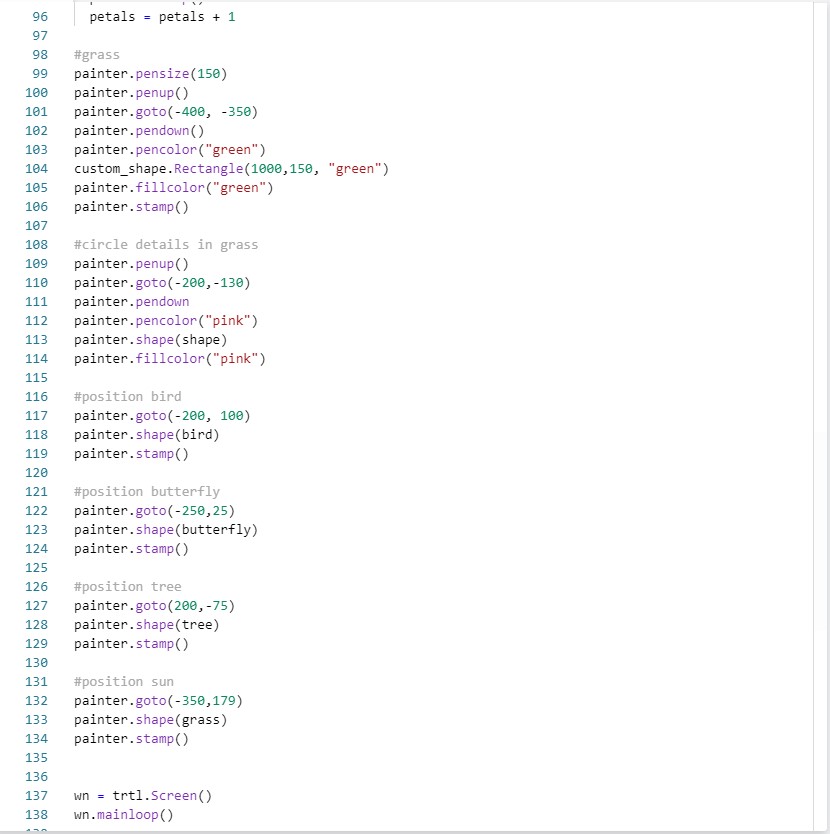 96 petals = petals + 1
97
98 #grass
99 painter.pensize(150)
100 painter.penup()
101 painter.goto(-400, -350)
102 painter.pendown()
103 painter.pencolor("green")
104 custom_shape.Rectangle(1000,150, "green")
105 painter.fillcolor("green")
106 painter.stamp()
107
108 #circle details in grass
109 painter.penup()
110 painter.goto(-200,-130)
111 painter.pendown
112 painter.pencolor("pink")
113 painter.shape(shape)
114 painter.fillcolor("pink")
115
116 #position bird
117 painter.goto(-200, 100)
118 painter.shape(bird)
119 painter.stamp()
120
121 #position butterfly
122 painter.goto(-250,25)
123 painter.shape(butterfly)
124 painter.stamp()
125
126 #position tree
127 painter.goto(200,-75)
128 painter.shape(tree)
129 painter.stamp()
130
131 #position sun
132 painter.goto(-350,179)
133 painter.shape(grass)
134 painter.stamp()
135
136
137 wn = trtl.Screen()
138 wn.mainloop()